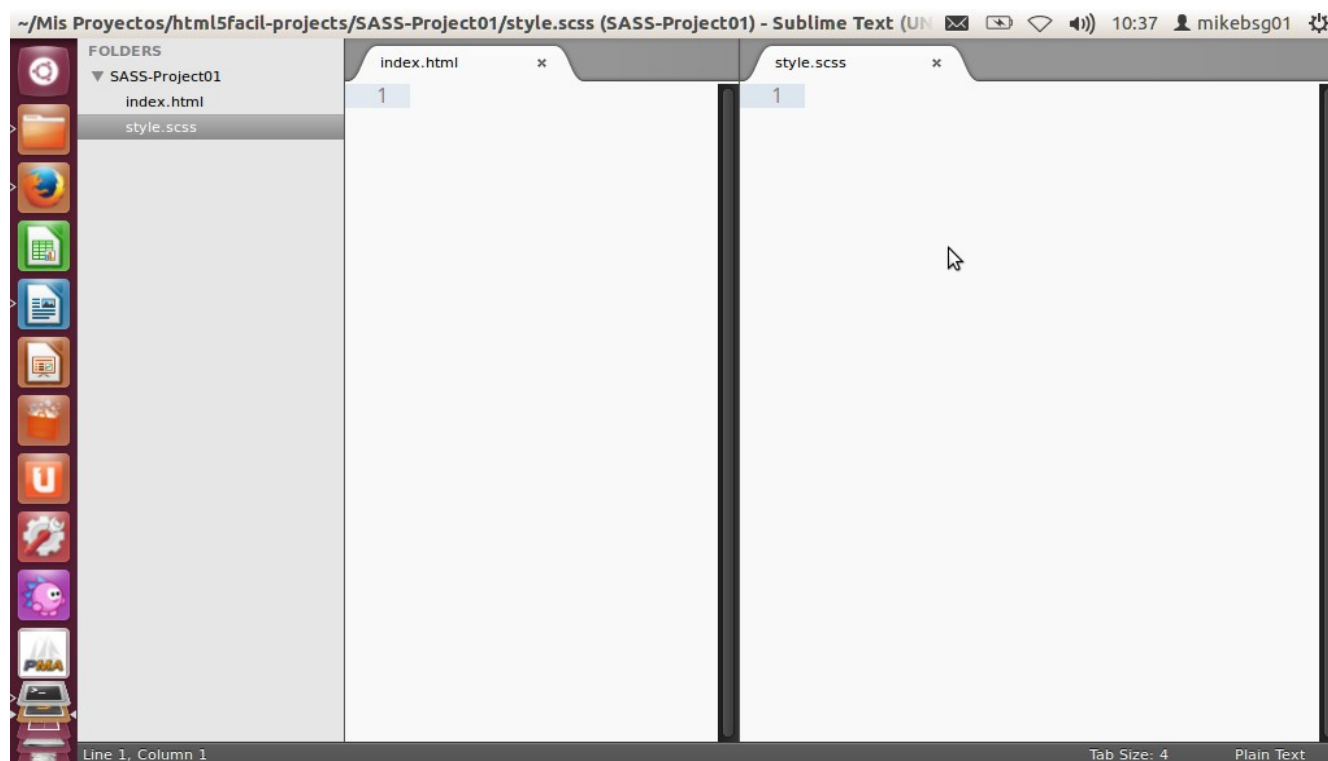 ~/Mis Proyectos/html5facil-projects/SASS-Project01/style.scss (SASS-Project01) - Sublime Text (UN 10:37 mikebsg01
FOLDERS
SASS-Project01
index.html
style.scss
index.html
1
style.scss
1
PMA
Line 1, Column 1
Tab Size: 4
Plain Text